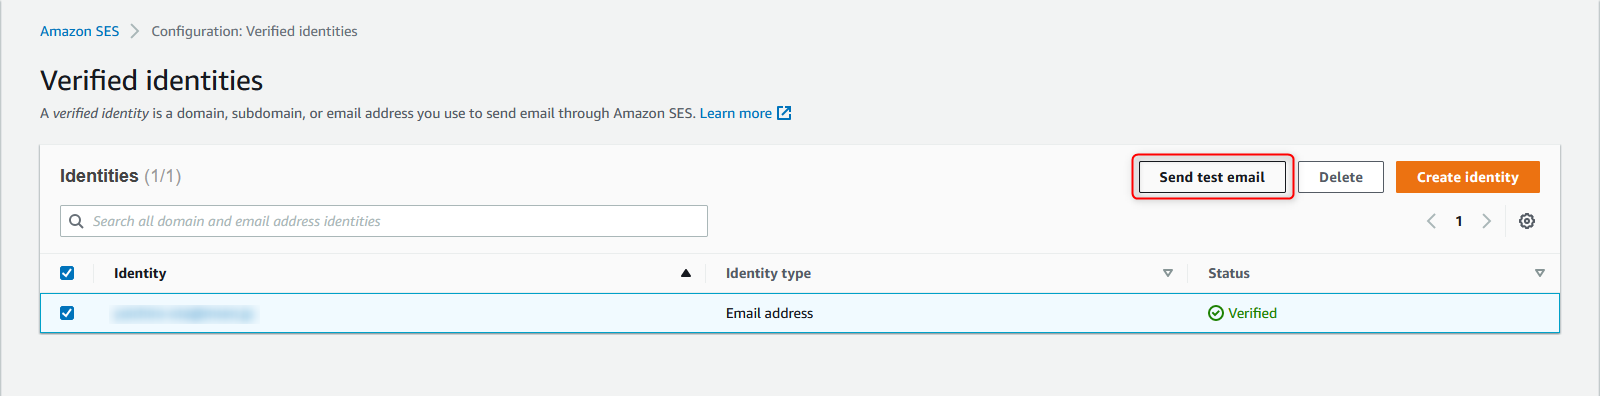 Amazon SES > Configuration: Verified identities
Verified identities
A verified identity is a domain, subdomain, or email address you use to send email through Amazon SES. Learn more
Identities (1/1)
Send test email
Delete
Create identity
Search all domain and email address identities
1
Identity
Identity type
Status
Email address
Verified